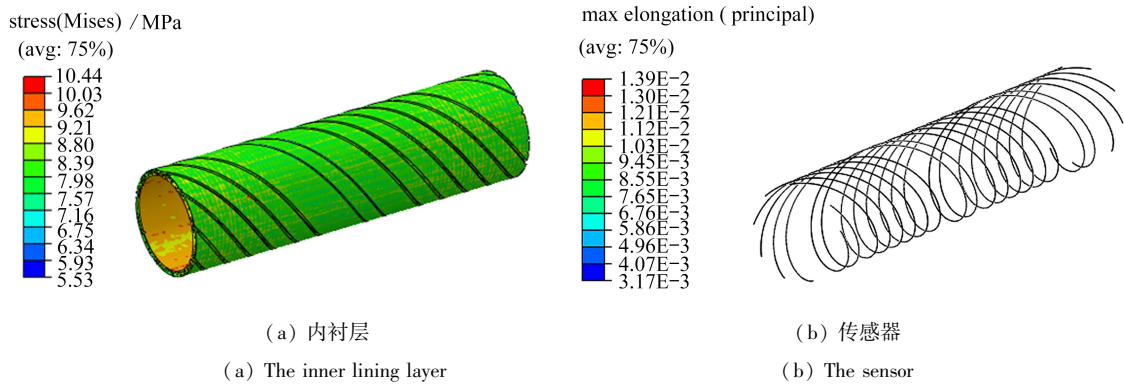 stress(Mises) /MPa
(avg: 75%)
10.44
10.03
9.62
9.21
8.80
8.39
7.98
7.57
7.16
6.75
6.34
5.93
5.53
max elongation ( principal)
(avg: 75%)
1.39E-2
1.30E-2
1.21E-2
1.12E-2
1.03E-2
9.45E-3
8.55E-3
7.65E-3
6.76E-3
5.86E-3
4.96E-3
4.07E-3
3.17E-3
(a) 内衬层
(a) The inner lining layer
(b) 传感器
(b) The sensor